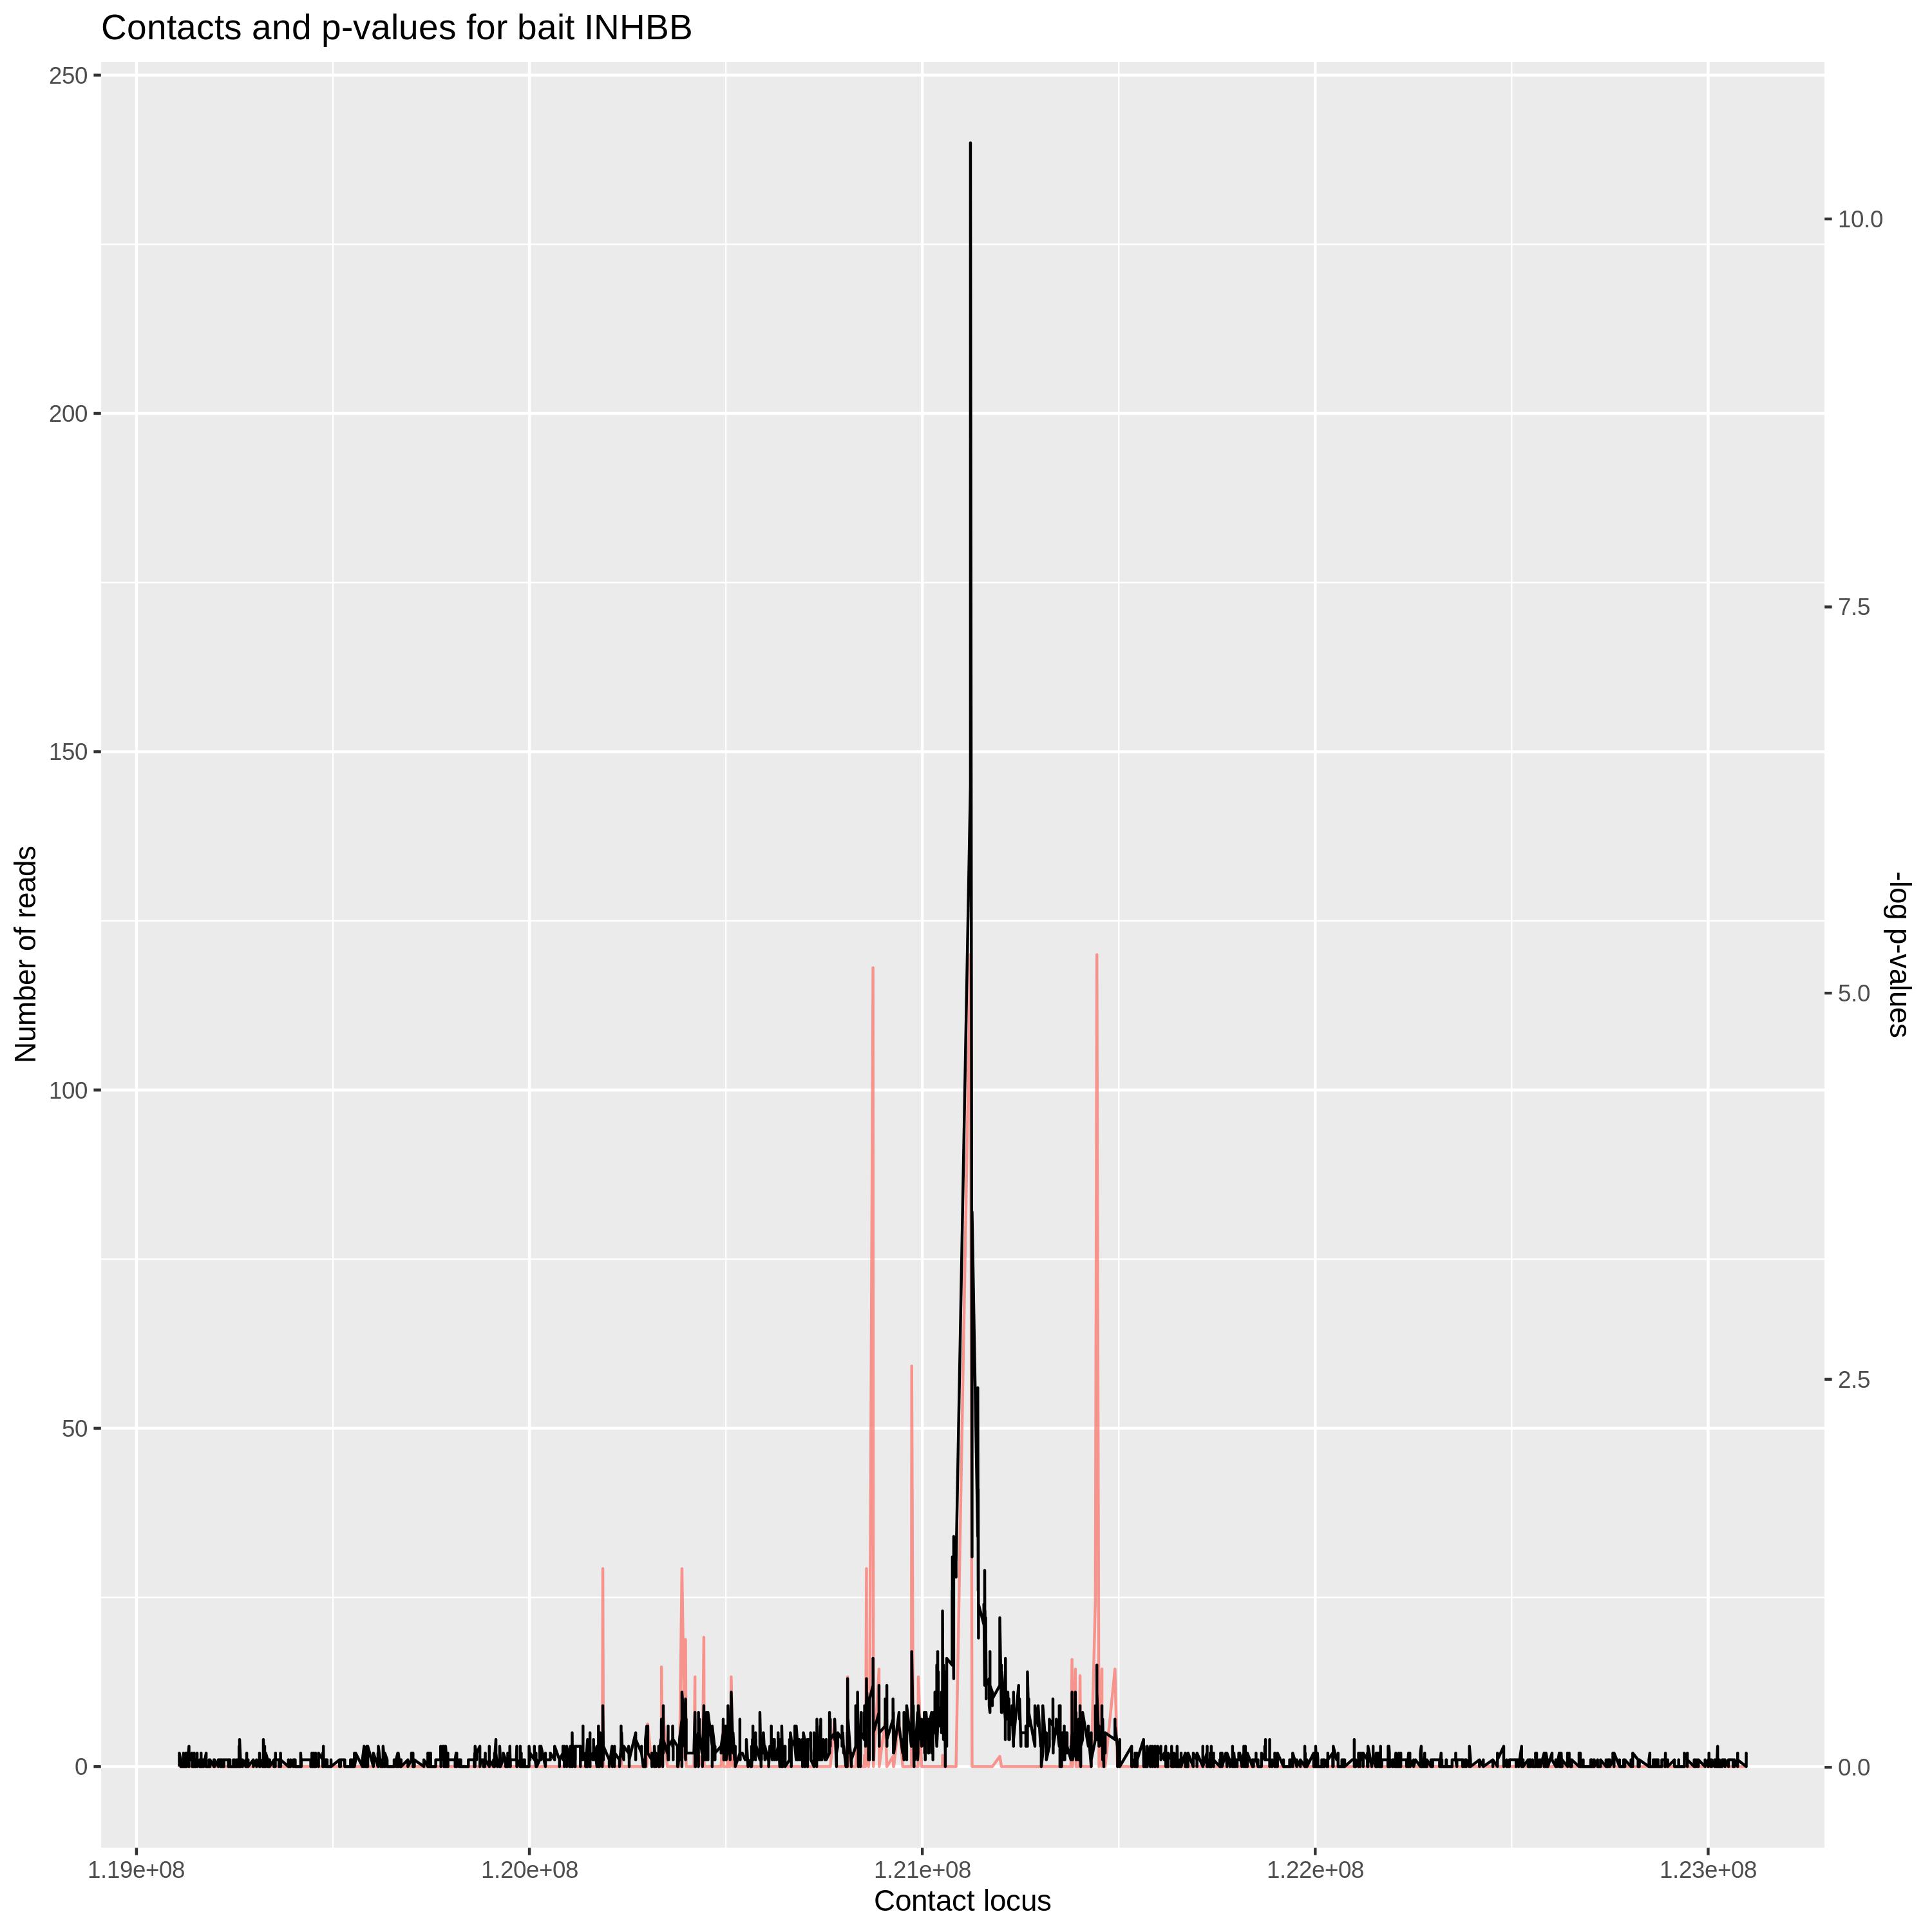 Contacts and p-values for bait INHBB
250
200
150
100
50
0
Number of reads
10.0
7.5
5.0
2.5
0.0
-log p-values
1.19e+08
1.20e+08
1.21e+08
1.22e+08
1.23e+08
Contact locus